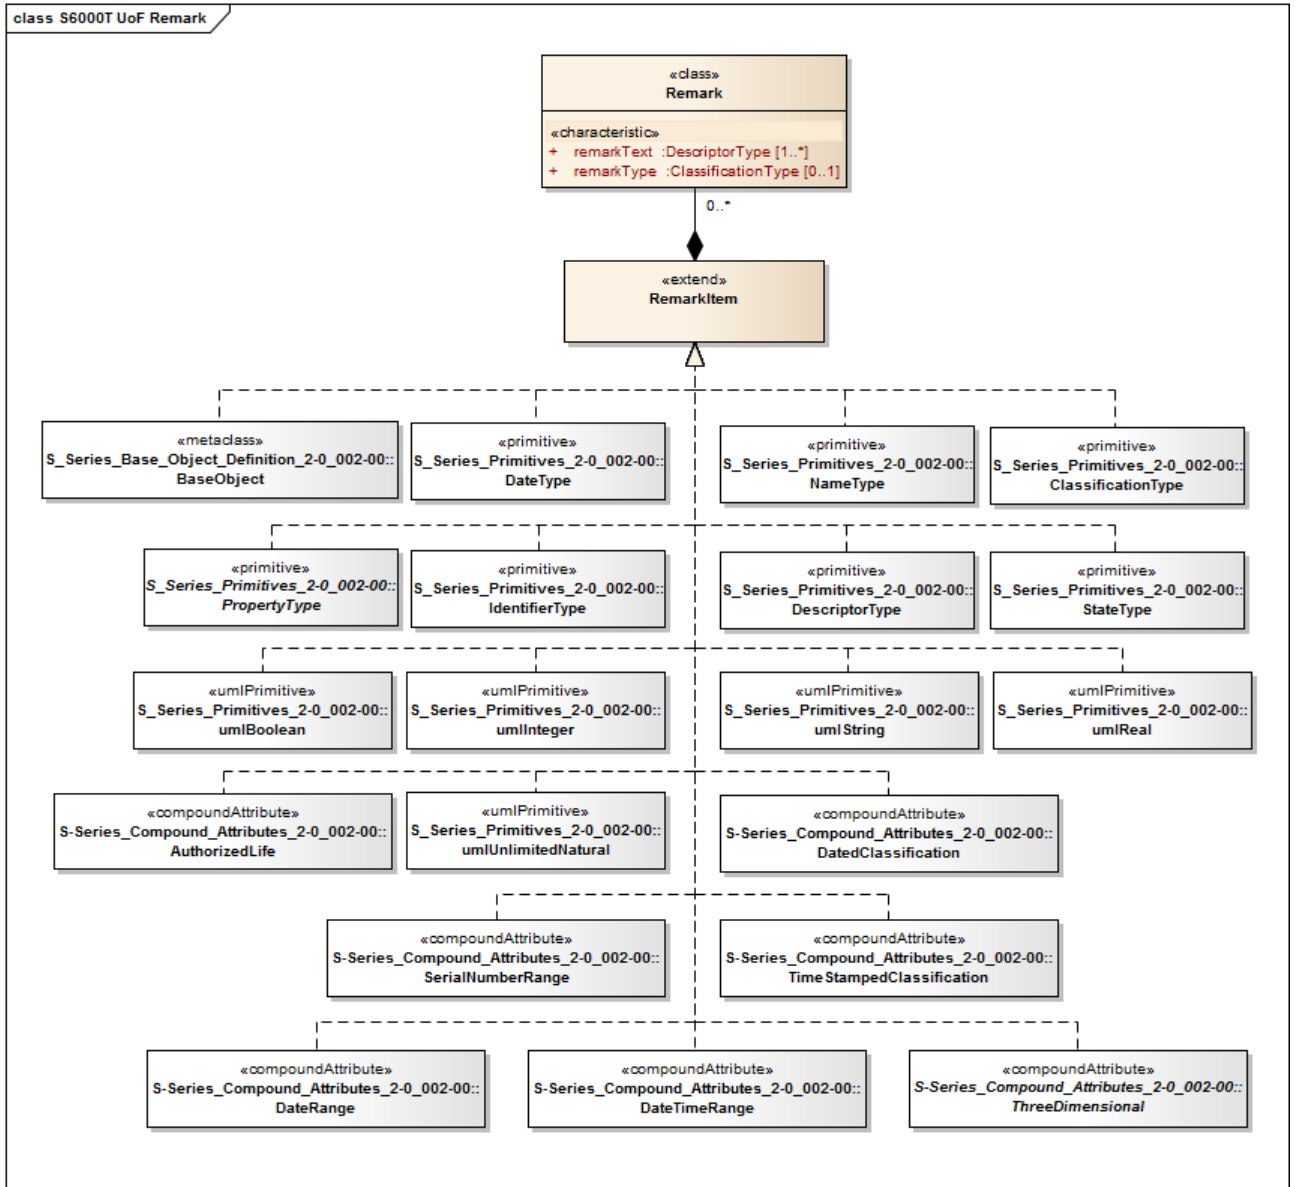 class S6000T UoF Remark
«class»
Remark
«characteristic»
+ remarkText :DescriptorType [1..*]
+ remarkType :ClassificationType [0..1]
0..*
«extend»
RemarkItem
«metaclass»
S_Series_Base_Object_Definition_2-0_002-00::
BaseObject
«primitive»
S_Series_Primitives_2-0_002-00::
DateType
«primitive»
S_Series_Primitives_2-0_002-00::
NameType
«primitive»
S_Series_Primitives_2-0_002-00::
ClassificationType
«primitive»
S_Series_Primitives_2-0_002-00::
PropertyType
«primitive»
S_Series_Primitives_2-0_002-00::
IdentifierType
«primitive»
S_Series_Primitives_2-0_002-00::
DescriptorType
«primitive»
S_Series_Primitives_2-0_002-00::
StateType
«umlPrimitive»
S_Series_Primitives_2-0_002-00::
umlBoolean
«umlPrimitive»
S_Series_Primitives_2-0_002-00::
umlInteger
«umlPrimitive»
S_Series_Primitives_2-0_002-00::
umlString
«umlPrimitive»
S_Series_Primitives_2-0_002-00::
umlReal
«compoundAttribute»
S-Series_Compound_Attributes_2-0_002-00::
AuthorizedLife
«umlPrimitive»
S_Series_Primitives_2-0_002-00::
umlUnlimitedNatural
«compoundAttribute»
S-Series_Compound_Attributes_2-0_002-00::
DatedClassification
«compoundAttribute»
S-Series_Compound_Attributes_2-0_002-00::
SerialNumberRange
«compoundAttribute»
S-Series_Compound_Attributes_2-0_002-00::
TimeStampedClassification
«compoundAttribute»
S-Series_Compound_Attributes_2-0_002-00::
DateRange
«compoundAttribute»
S-Series_Compound_Attributes_2-0_002-00::
DateTimeRange
«compoundAttribute»
S-Series_Compound_Attributes_2-0_002-00::
ThreeDimensional